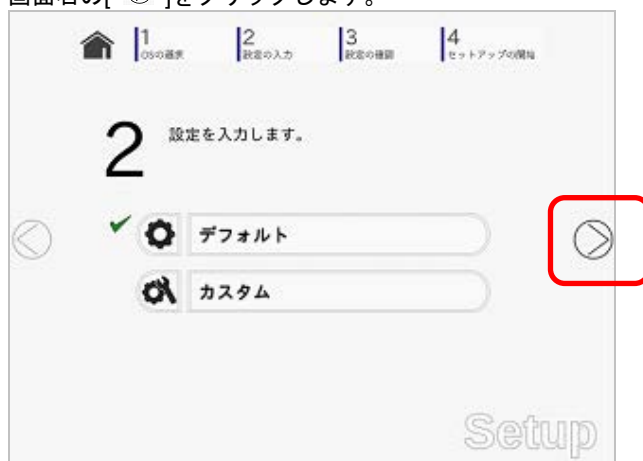 画面右の[ ]をクリックします。
1
OSの選択
2
設定の入力
3
設定の確認
4
セットアップの開始
2 設定を入力します。
デフォルト
カスタム
Setup